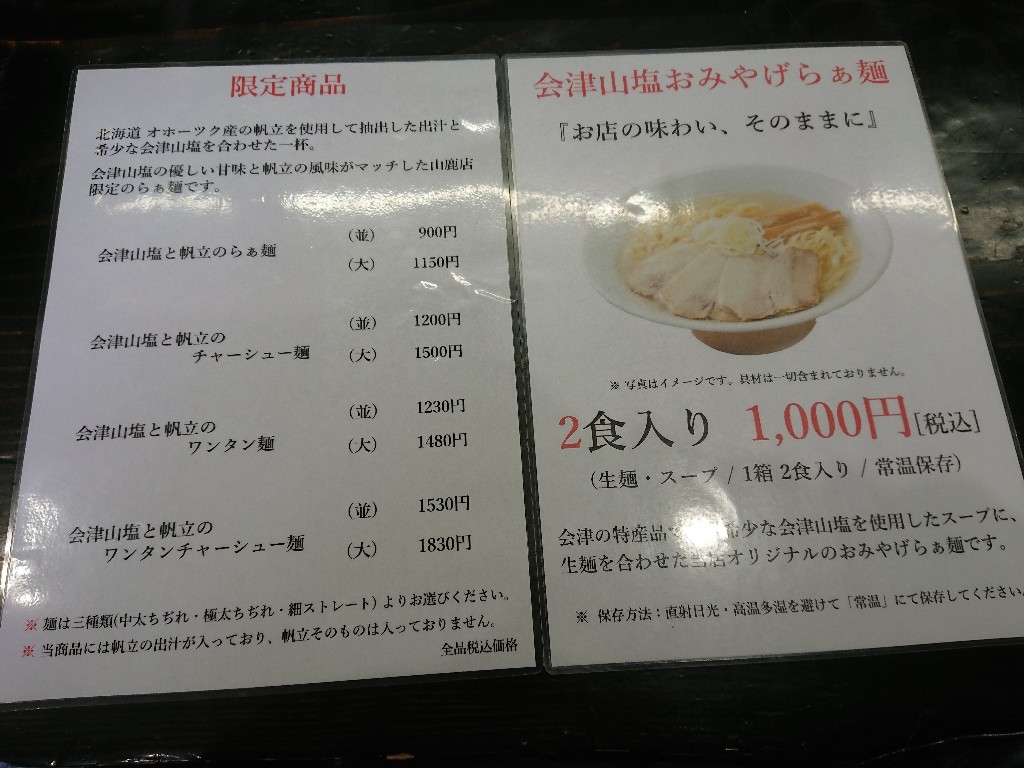 限定商品
北海道 オホーツク産の帆立を使用して抽出した出汁と
希少な会津山塩を合わせた一杯。
会津山塩の優しい甘味と帆立の風味がマッチした山鹿店
限定のらぁ麺です。
会津山塩と帆立のらぁ麺 （並） 900円
（大） 1150円
会津山塩と帆立の （並） 1200円
チャーシュー麺 （大） 1500円
会津山塩と帆立の （並） 1230円
ワンタン麺 （大） 1480円
会津山塩と帆立の （並） 1530円
ワンタンチャーシュー麺 （大） 1830円
※ 麺は三種類(中太ちぢれ・極太ちぢれ・細ストレート) よりお選びください。
※ 当商品には帆立の出汁が入っており、帆立そのものは入っておりません。
全品税込価格
会津山塩おみやげらぁ麺
『お店の味わい、そのままに』
※ 写真はイメージです。具材は一切含まれておりません。
2食入り 1,000円[税込]
（生麺・スープ / 1箱 2食入り / 常温保存）
会津の特産品で 希少な会津山塩を使用したスープに、
生麺を合わせた当店オリジナルのおみやげらぁ麺です。
※ 保存方法：直射日光・高温多湿を避けて「常温」にて保存してください